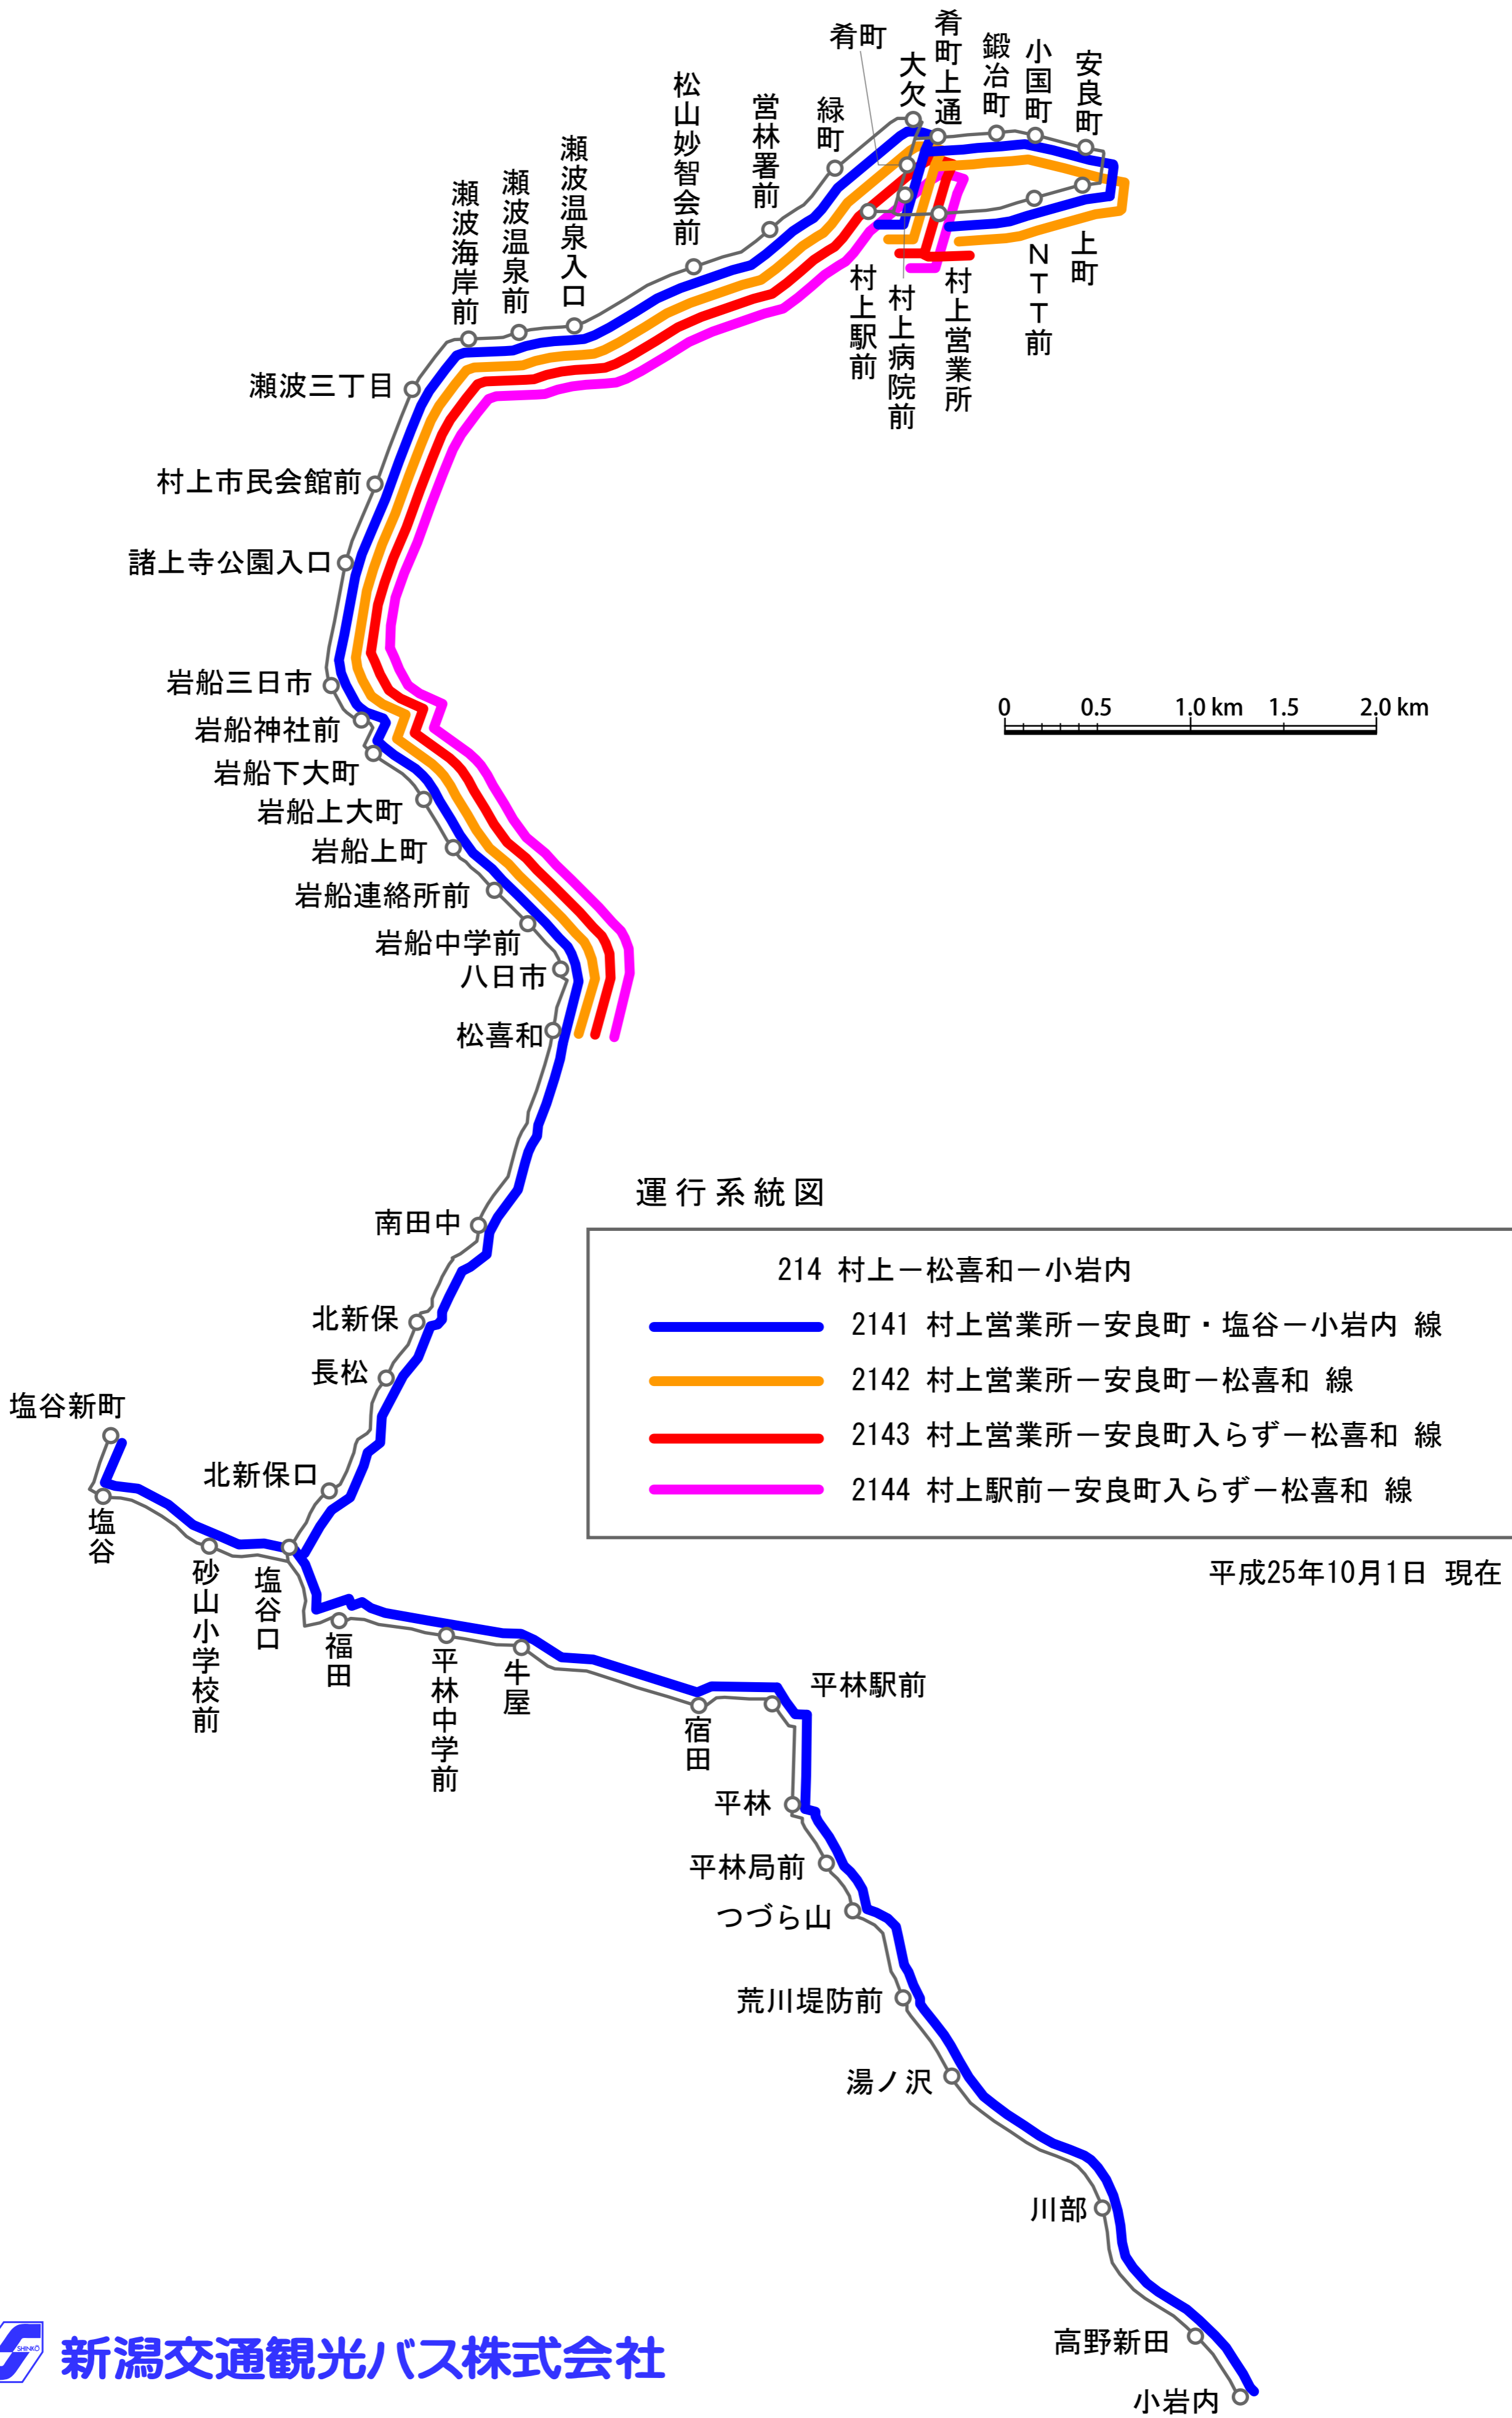 肴町
大欠
肴町上通
鍛冶町
小国町
安良町
松山妙智会前
営林署前
緑町
瀬波温泉入口
瀬波温泉前
瀬波海岸前
村上駅前
村上病院前
村上営業所
NTT前
上町
瀬波三丁目
村上市民会館前
諸上寺公園入口
岩船三日市
岩船神社前
岩船下大町
岩船上大町
岩船上町
岩船連絡所前
岩船中学前
八日市
松喜和
0 0.5 1.0 km 1.5 2.0 km
南田中
北新保
長松
塩谷新町
北新保口
塩谷
砂山小学校前
塩谷口
福田
平林中学前
牛屋
宿田
平林駅前
平林
平林局前
つづら山
荒川堤防前
湯ノ沢
川部
高野新田
小岩内
運行系統図
214 村上－松喜和－小岩内
2141 村上営業所－安良町・塩谷－小岩内 線
2142 村上営業所－安良町－松喜和 線
2143 村上営業所－安良町入らず－松喜和 線
2144 村上駅前－安良町入らず－松喜和 線
平成25年10月1日 現在
SHINKŌ
新潟交通観光バス株式会社